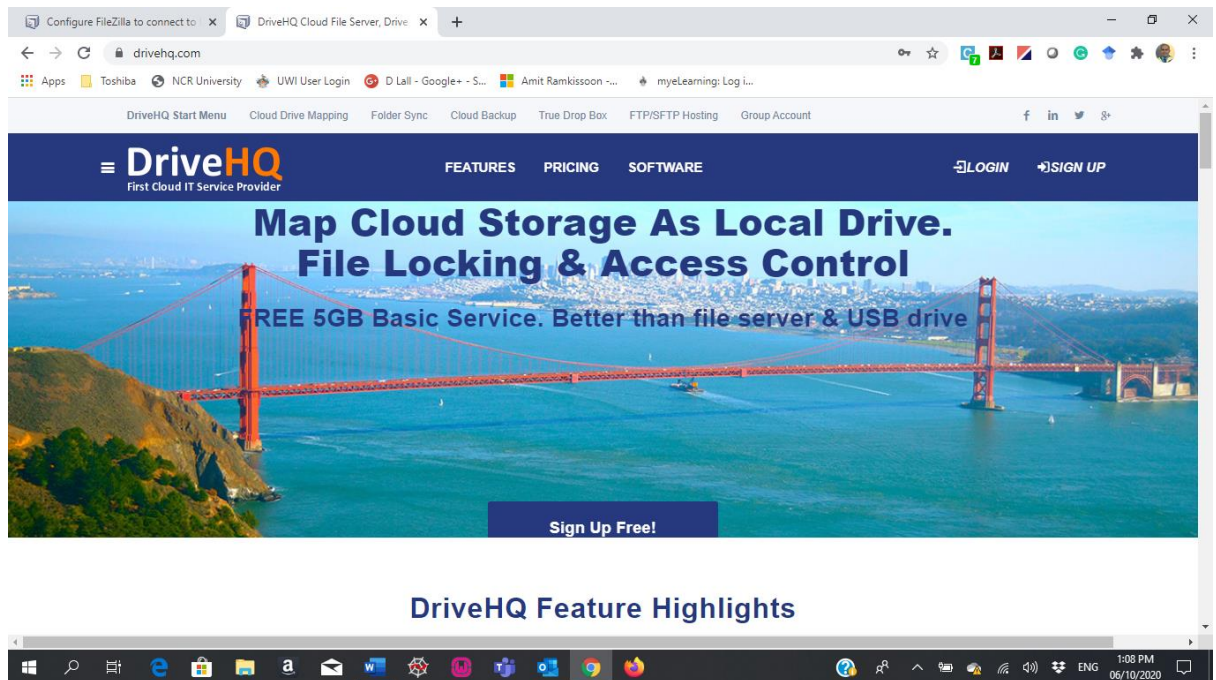 Configure FileZilla to connect to
DriveHQ Cloud File Server, Drive
drivehq.com
7
Apps Toshiba NCR University UWI User Login D Lall - Google+ - S... Amit Ramkissoon -... myeLearning: Log i...
DriveHQ Start Menu Cloud Drive Mapping Folder Sync Cloud Backup True Drop Box FTP/SFTP Hosting Group Account f in 8+
DriveHQ
First Cloud IT Service Provider
FEATURES PRICING SOFTWARE LOGIN SIGN UP
Map Cloud Storage As Local Drive.
File Locking & Access Control
FREE 5GB Basic Service. Better than file server & USB drive
Sign Up Free!
DriveHQ Feature Highlights
ENG 1:08 PM
06/10/2020